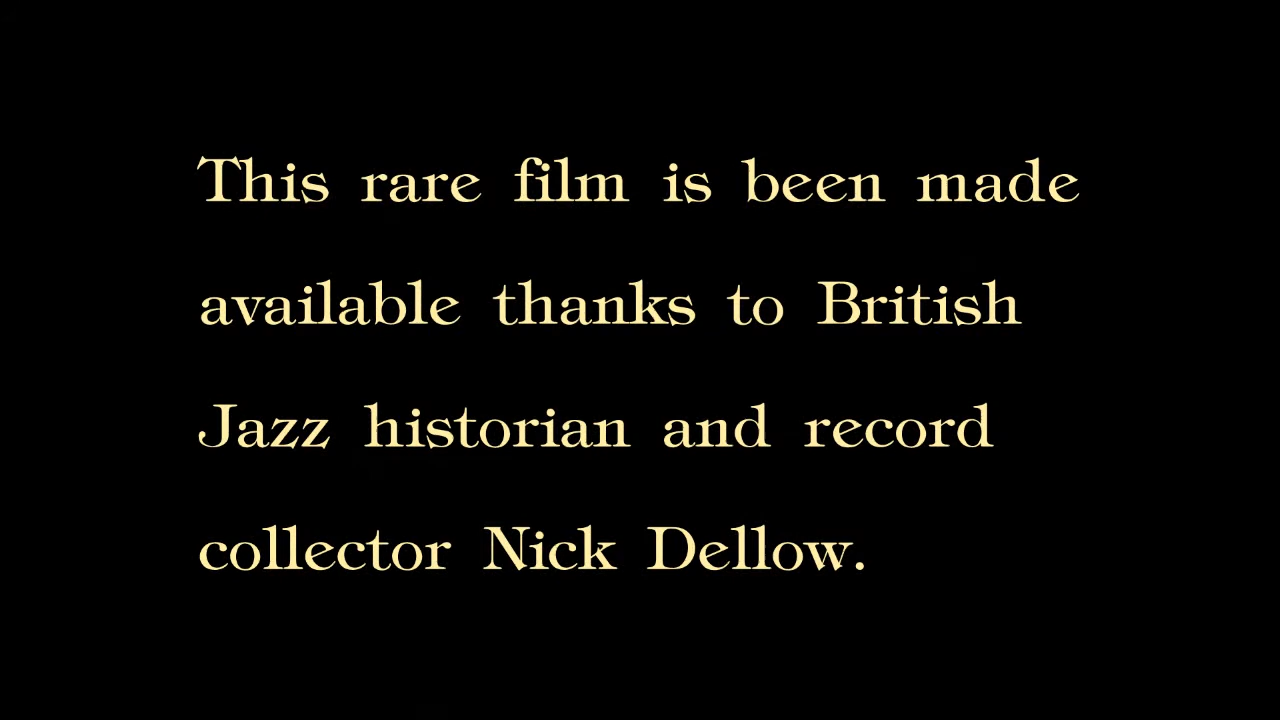 This rare film is been made
available thanks to British
Jazz historian and record
collector Nick Dellow.